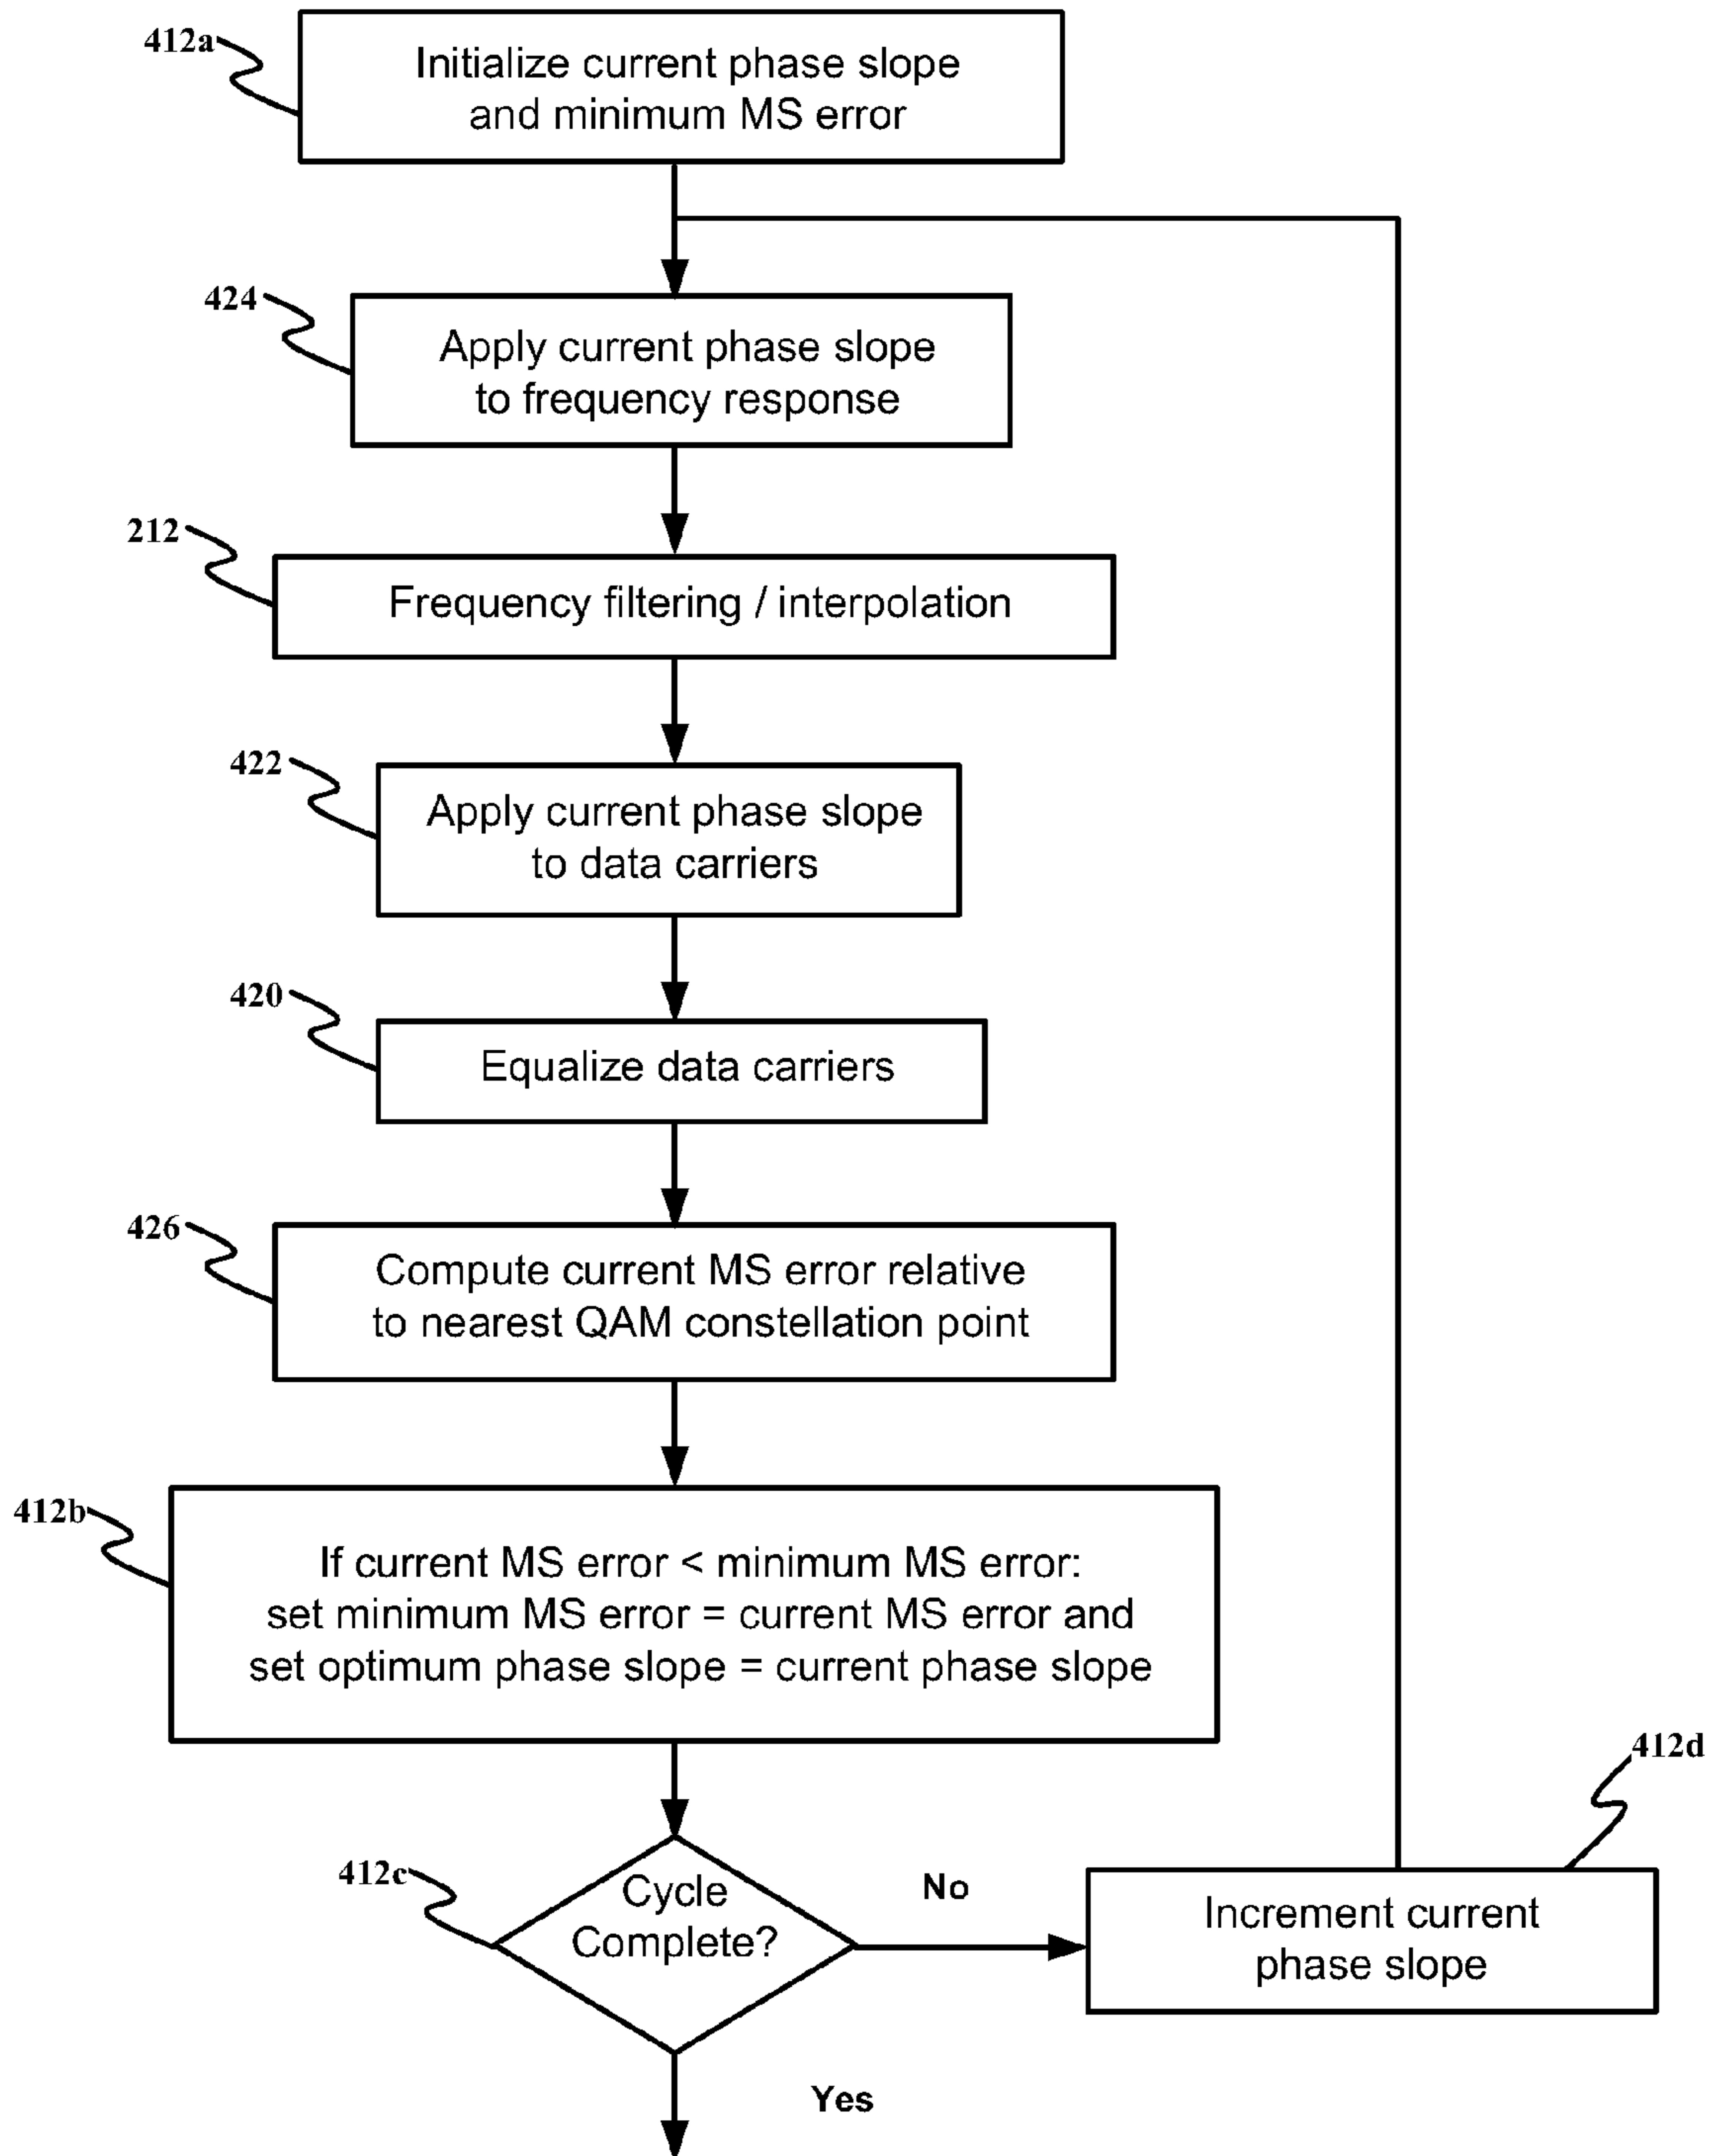 412a
Initialize current phase slope
and minimum MS error
424
Apply current phase slope
to frequency response
212
Frequency filtering / interpolation
422
Apply current phase slope
to data carriers
420
Equalize data carriers
426
Compute current MS error relative
to nearest QAM constellation point
412b
If current MS error < minimum MS error:
set minimum MS error = current MS error and
set optimum phase slope = current phase slope
412c
Cycle
Complete?
No
412d
Increment current
phase slope
Yes